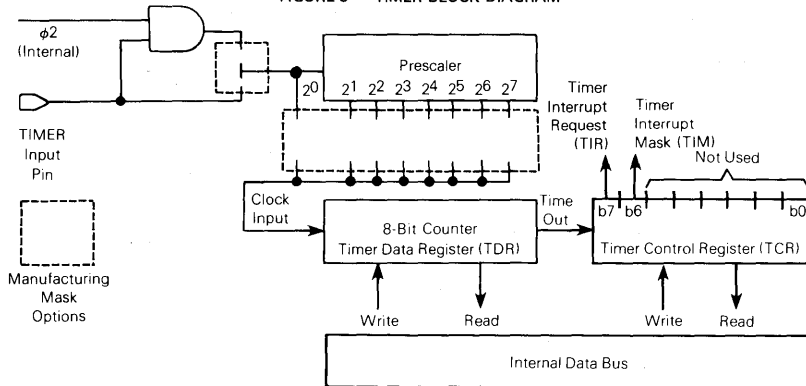 FIGURE 8 — TIMER BLOCK DIAGRAM
ϕ2
(Internal)
TIMER
Input
Pin
Manufacturing
Mask
Options
Prescaler
2⁰ 2¹ 2² 2³ 2⁴ 2⁵ 2⁶ 2⁷
Clock
Input
8-Bit Counter
Timer Data Register (TDR)
Write
Read
Time
Out
Timer
Interrupt
Request
(TIR)
Timer
Interrupt
Mask (TIM)
Not Used
b7 b6 b0
Timer Control Register (TCR)
Write
Read
Internal Data Bus